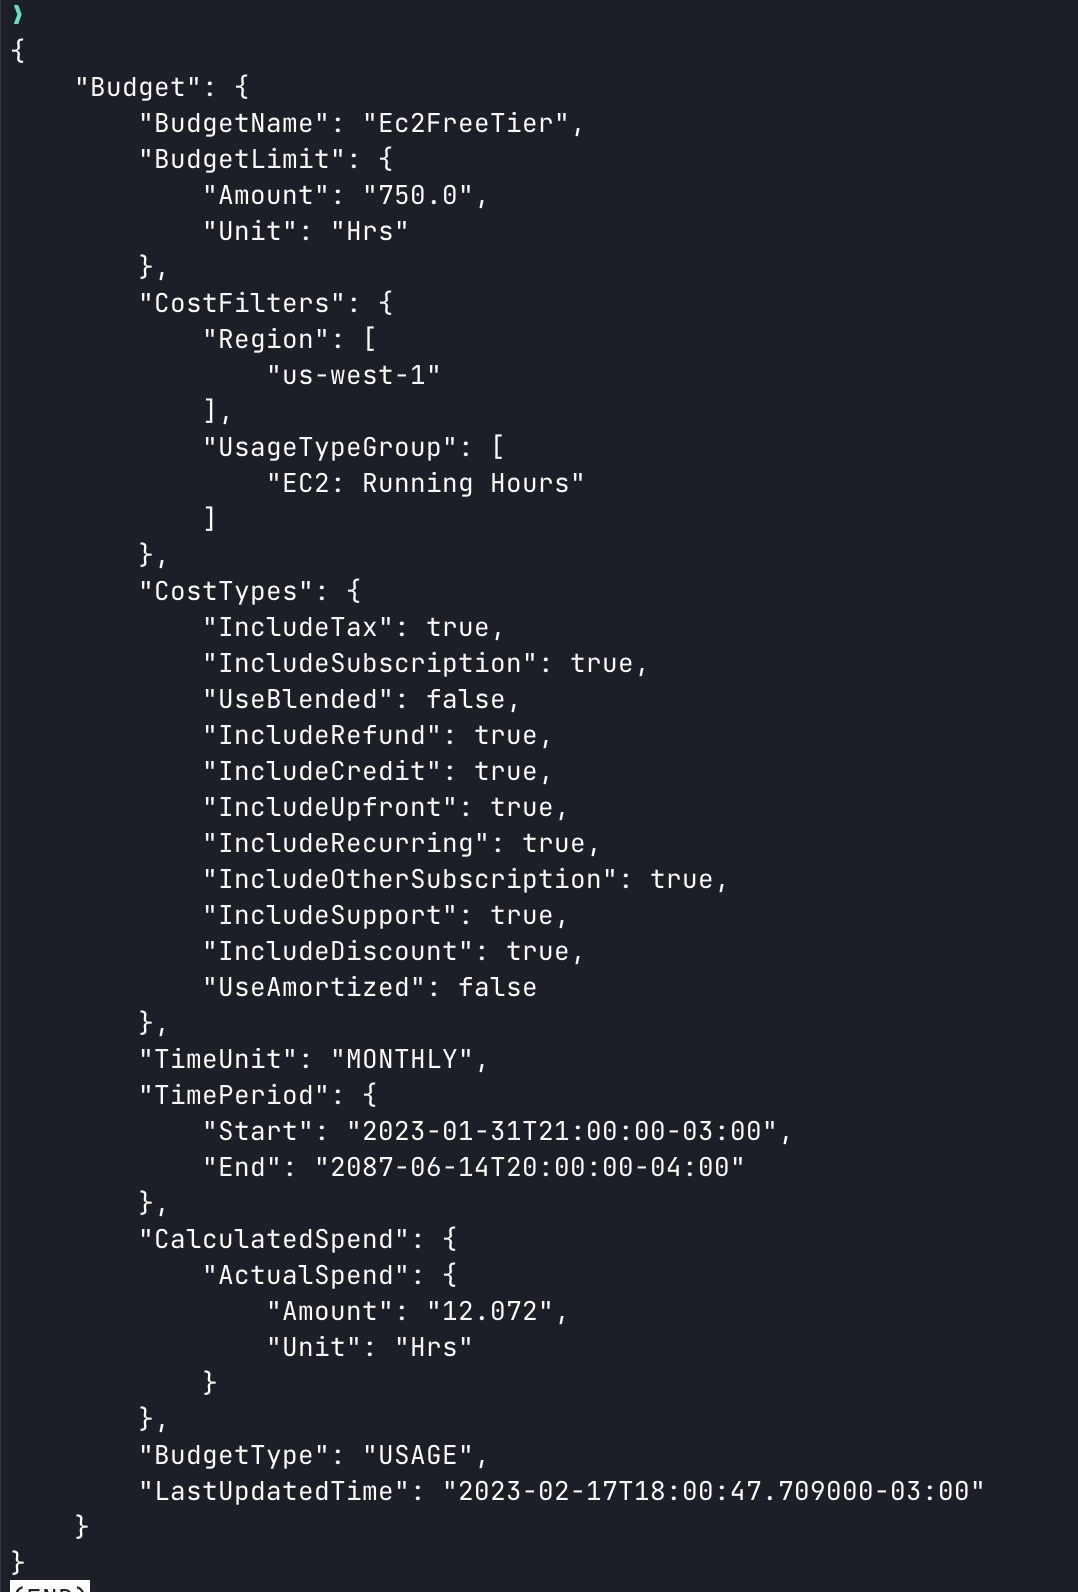 ❯
{
    "Budget": {
        "BudgetName": "Ec2FreeTier",
        "BudgetLimit": {
            "Amount": "750.0",
            "Unit": "Hrs"
        },
        "CostFilters": {
            "Region": [
                "us-west-1"
            ],
            "UsageTypeGroup": [
                "EC2: Running Hours"
            ]
        },
        "CostTypes": {
            "IncludeTax": true,
            "IncludeSubscription": true,
            "UseBlended": false,
            "IncludeRefund": true,
            "IncludeCredit": true,
            "IncludeUpfront": true,
            "IncludeRecurring": true,
            "IncludeOtherSubscription": true,
            "IncludeSupport": true,
            "IncludeDiscount": true,
            "UseAmortized": false
        },
        "TimeUnit": "MONTHLY",
        "TimePeriod": {
            "Start": "2023-01-31T21:00:00-03:00",
            "End": "2087-06-14T20:00:00-04:00"
        },
        "CalculatedSpend": {
            "ActualSpend": {
                "Amount": "12.072",
                "Unit": "Hrs"
            }
        },
        "BudgetType": "USAGE",
        "LastUpdatedTime": "2023-02-17T18:00:47.709000-03:00"
    }
}
(END)